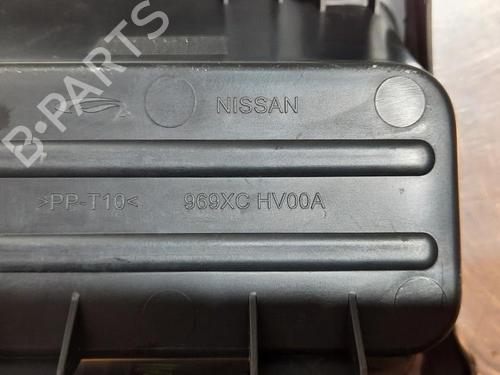 B-PARTS
NISSAN
>PP-T10<
969XC HV00A